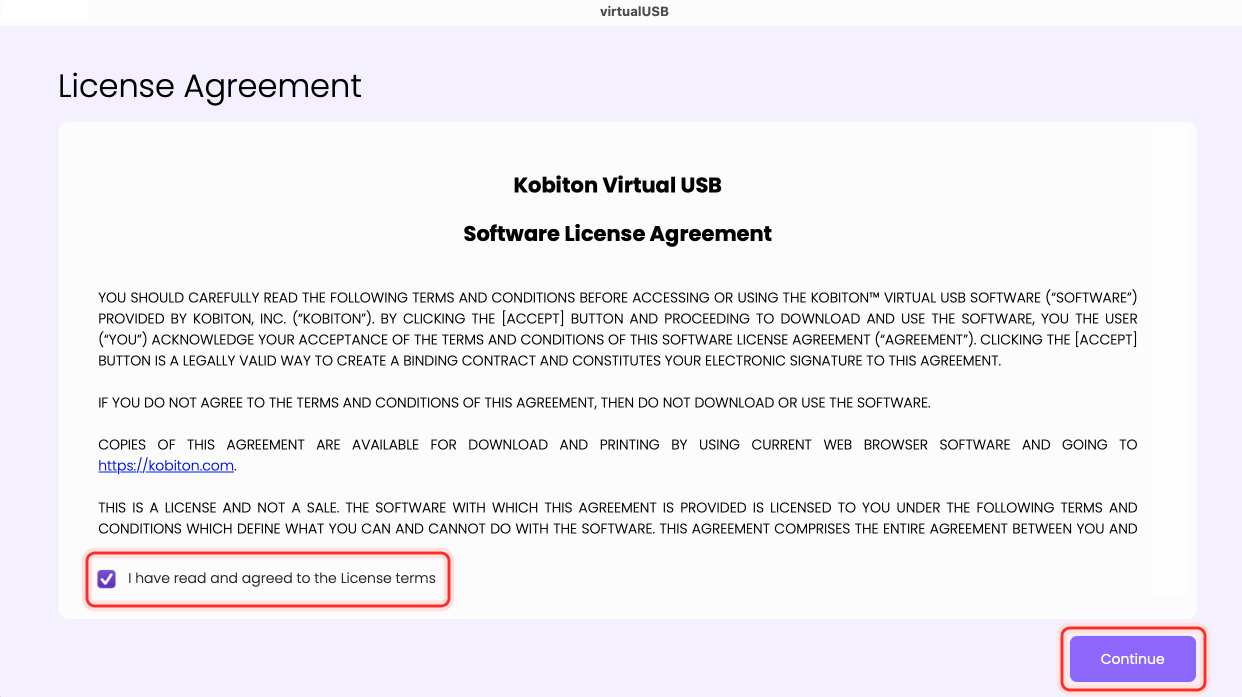 virtualUSB
License Agreement
Kobiton Virtual USB
Software License Agreement
YOU SHOULD CAREFULLY READ THE FOLLOWING TERMS AND CONDITIONS BEFORE ACCESSING OR USING THE KOBITON™ VIRTUAL USB SOFTWARE (“SOFTWARE”)
PROVIDED BY KOBITON, INC. (“KOBITON”). BY CLICKING THE [ACCEPT] BUTTON AND PROCEEDING TO DOWNLOAD AND USE THE SOFTWARE, YOU THE USER
(“YOU”) ACKNOWLEDGE YOUR ACCEPTANCE OF THE TERMS AND CONDITIONS OF THIS SOFTWARE LICENSE AGREEMENT (“AGREEMENT”). CLICKING THE [ACCEPT]
BUTTON IS A LEGALLY VALID WAY TO CREATE A BINDING CONTRACT AND CONSTITUTES YOUR ELECTRONIC SIGNATURE TO THIS AGREEMENT.
IF YOU DO NOT AGREE TO THE TERMS AND CONDITIONS OF THIS AGREEMENT, THEN DO NOT DOWNLOAD OR USE THE SOFTWARE.
COPIES OF THIS AGREEMENT ARE AVAILABLE FOR DOWNLOAD AND PRINTING BY USING CURRENT WEB BROWSER SOFTWARE AND GOING TO
https://kobiton.com.
THIS IS A LICENSE AND NOT A SALE. THE SOFTWARE WITH WHICH THIS AGREEMENT IS PROVIDED IS LICENSED TO YOU UNDER THE FOLLOWING TERMS AND
CONDITIONS WHICH DEFINE WHAT YOU CAN AND CANNOT DO WITH THE SOFTWARE. THIS AGREEMENT COMPRISES THE ENTIRE AGREEMENT BETWEEN YOU AND
I have read and agreed to the License terms
Continue